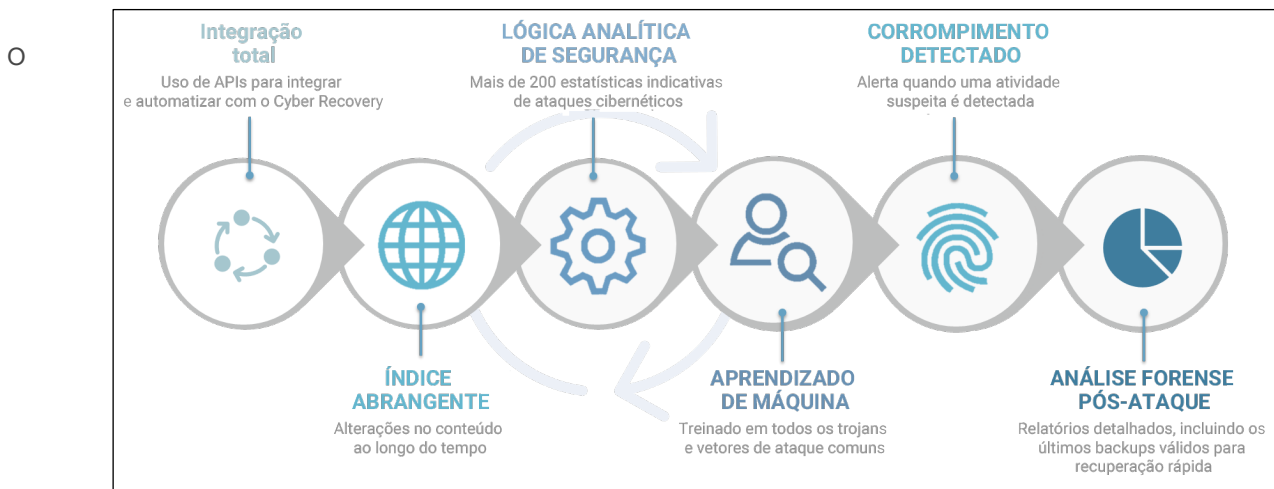 O
Integração
total
Uso de APIs para integrar
e automatizar com o Cyber Recovery
LÓGICA ANALÍTICA
DE SEGURANÇA
Mais de 200 estatísticas indicativas
de ataques cibernéticos
CORROMPIMENTO
DETECTADO
Alerta quando uma atividade
suspeita é detectada
ÍNDICE
ABRANGENTE
Alterações no conteúdo
ao longo do tempo
APRENDIZADO
DE MÁQUINA
Treinado em todos os trojans
e vetores de ataque comuns
ANÁLISE FORENSE
PÓS-ATAQUE
Relatórios detalhados, incluindo os
últimos backups válidos para
recuperação rápida